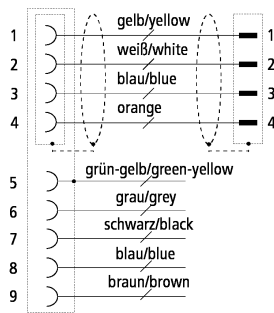 1 gelb/yellow 1
2 weiß/white 2
3 blau/blue 3
4 orange 4
5 grün-gelb/green-yellow
6 grau/grey
7 schwarz/black
8 blau/blue
9 braun/brown